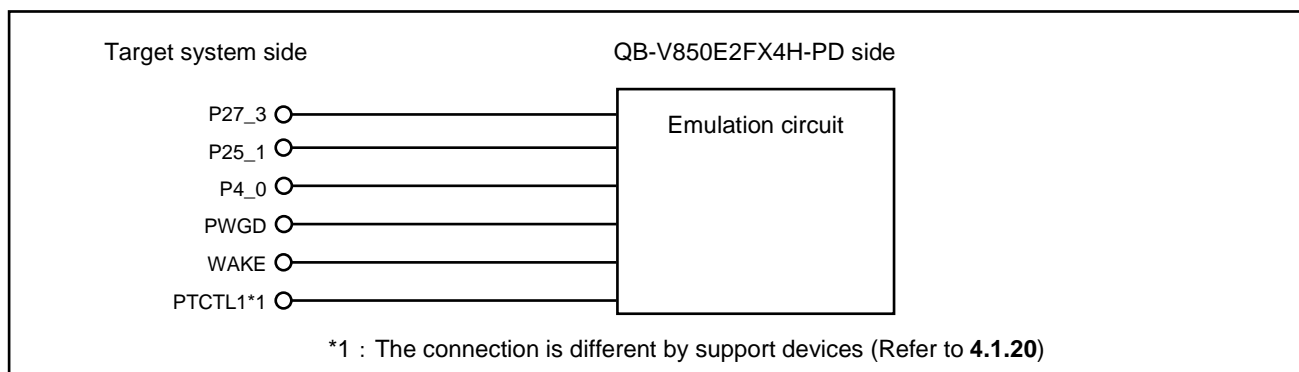 Target system side QB-V850E2FX4H-PD side
P27_3
Emulation circuit
P25_1
P4_0
PWGD
WAKE
PTCTL1*1
*1 : The connection is different by support devices (Refer to 4.1.20)